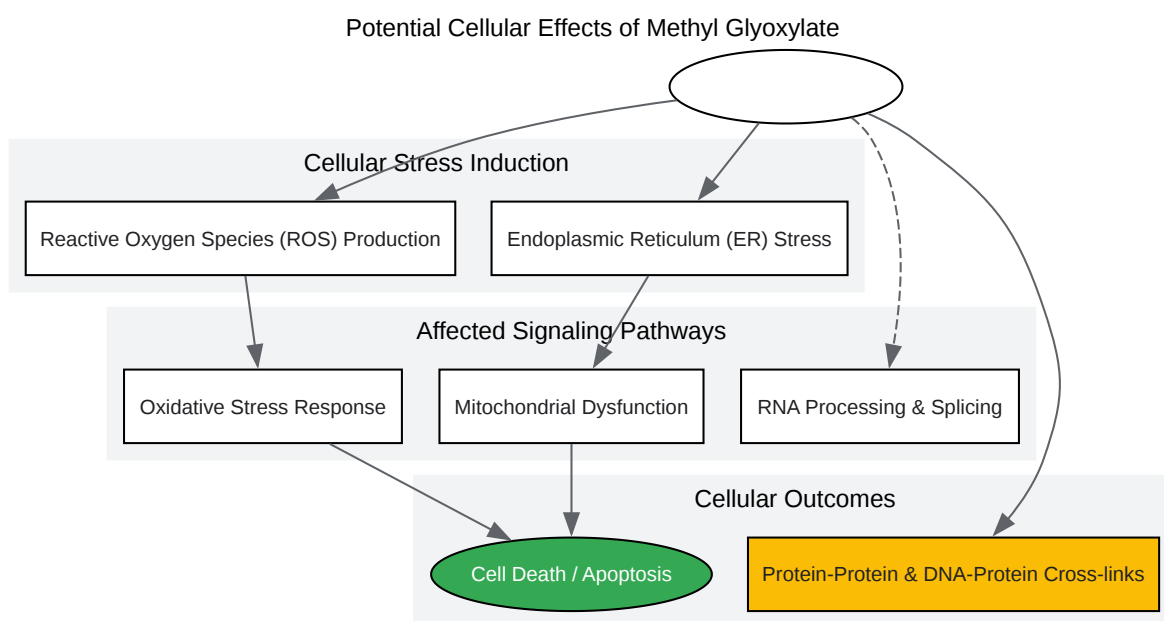 Potential Cellular Effects of Methyl Glyoxylate
Cellular Stress Induction
Reactive Oxygen Species (ROS) Production
Endoplasmic Reticulum (ER) Stress
Affected Signaling Pathways
Oxidative Stress Response
Mitochondrial Dysfunction
RNA Processing & Splicing
Cellular Outcomes
Cell Death / Apoptosis
Protein-Protein & DNA-Protein Cross-links